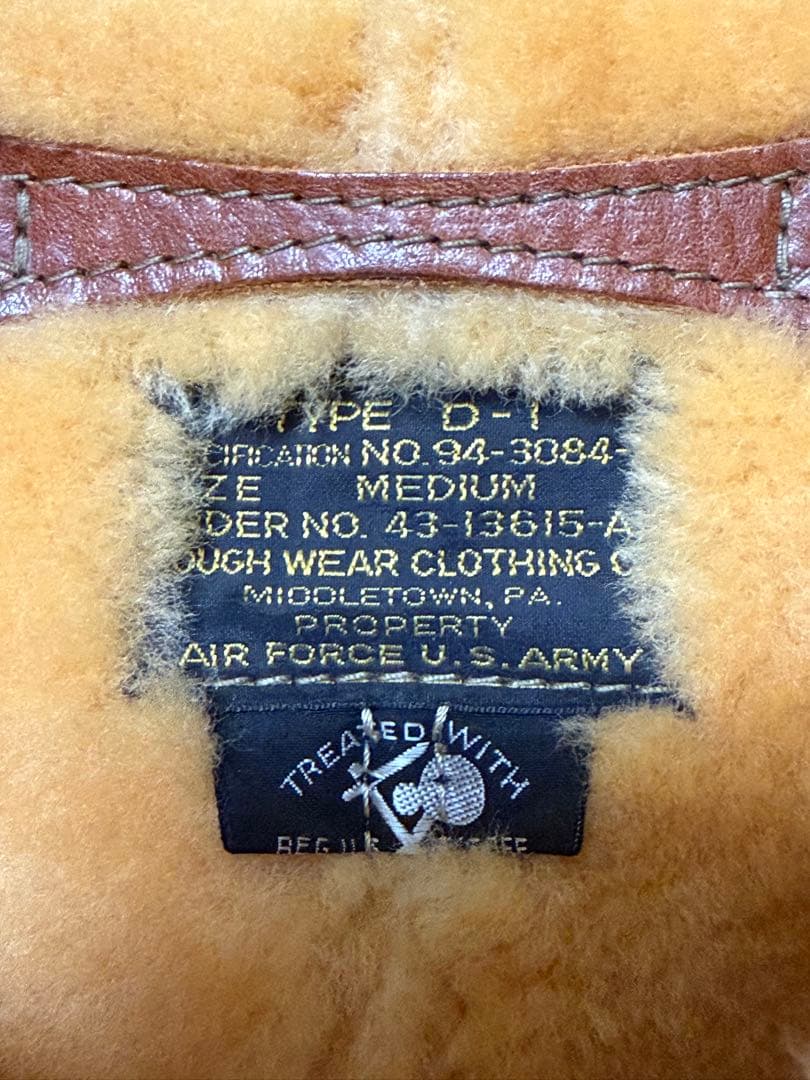 TYPE D-1
CIFICATION NO. 94-3084-
ZE MEDIUM
DER NO. 43-13615-A
OUGH WEAR CLOTHING C
MIDDLETOWN, PA.
PROPERTY
AIR FORCE U.S. ARMY
TREATED WITH
REG. U.S.